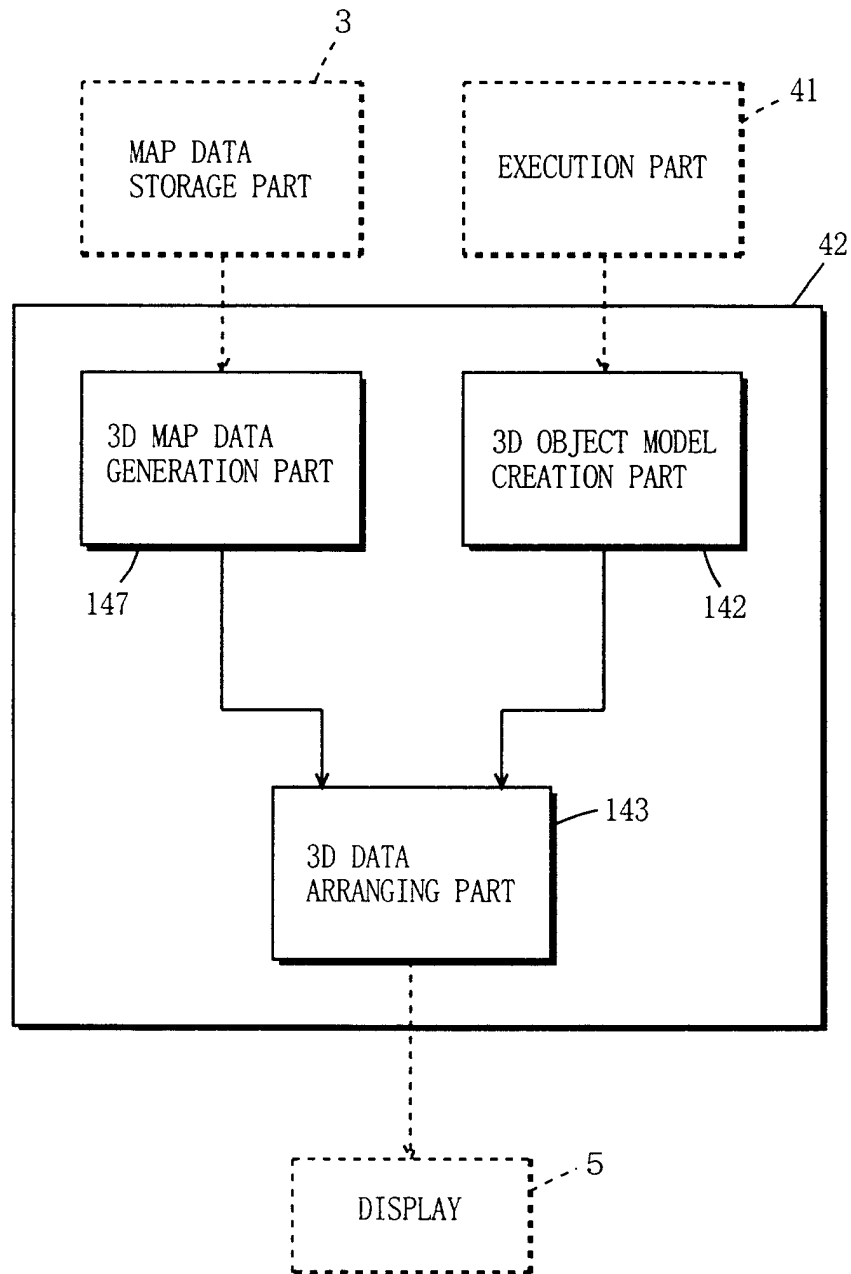 3
41
MAP DATA
STORAGE PART
EXECUTION PART
42
3D MAP DATA
GENERATION PART
3D OBJECT MODEL
CREATION PART
147
142
143
3D DATA
ARRANGING PART
5
DISPLAY